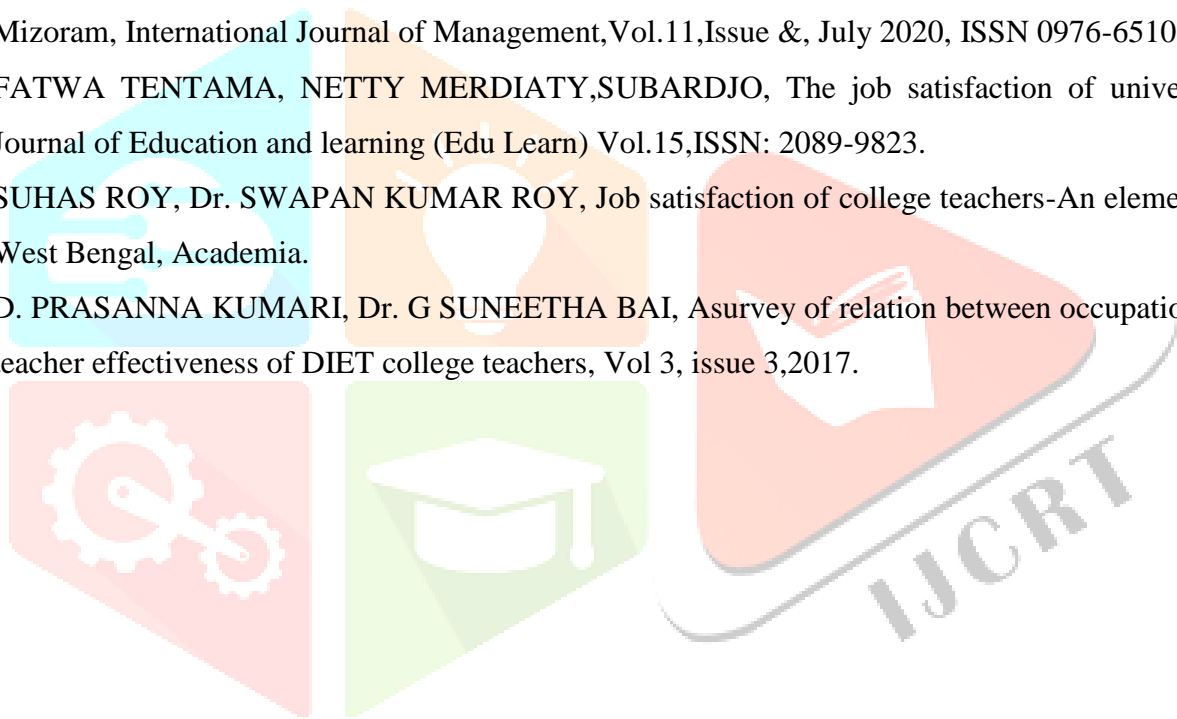 Mizoram, International Journal of Management,Vol.11,Issue &, July 2020, ISSN 0976-6510
FATWA TENTAMA, NETTY MERDIATY,SUBARDJO, The job satisfaction of unive
Journal of Education and learning (Edu Learn) Vol.15,ISSN: 2089-9823.
SUHAS ROY, Dr. SWAPAN KUMAR ROY, Job satisfaction of college teachers-An eleme
West Bengal, Academia.
D. PRASANNA KUMARI, Dr. G SUNEETHA BAI, Asurvey of relation between occupatio
teacher effectiveness of DIET college teachers, Vol 3, issue 3,2017.
IJCRT